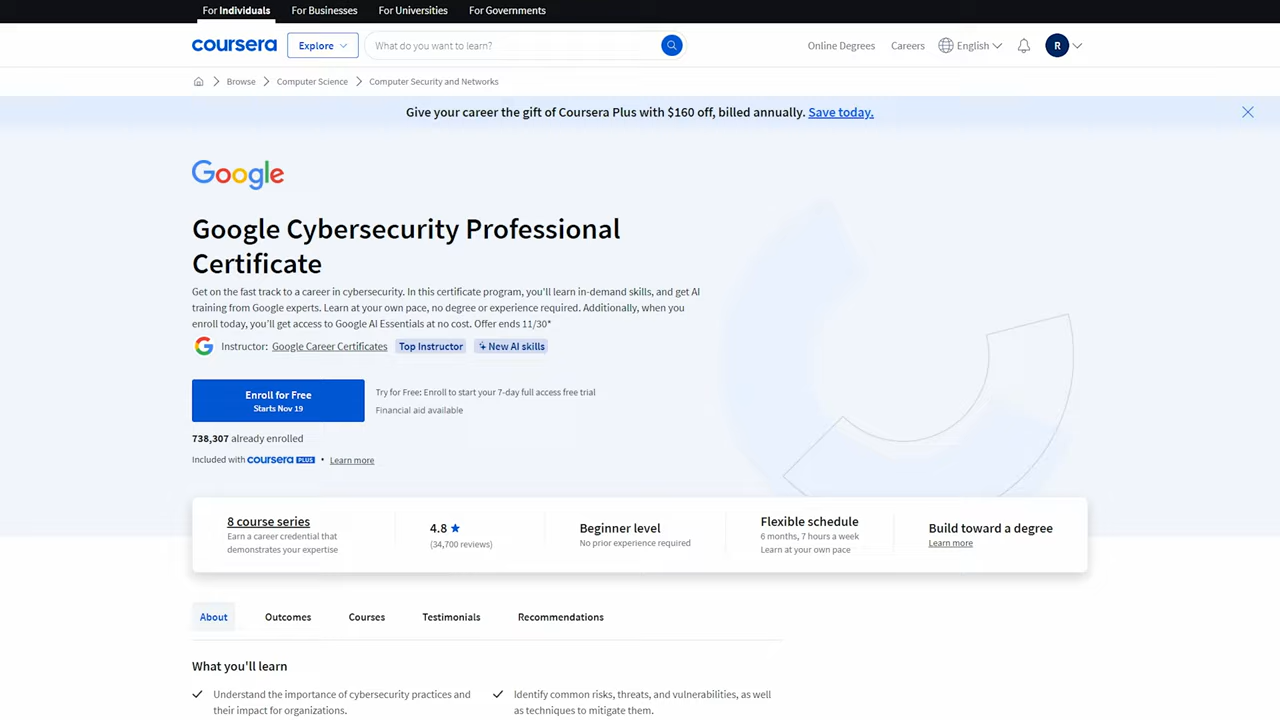 For Individuals
For Businesses
For Universities
For Governments
coursera
Explore
What do you want to learn?
Online Degrees
Careers
English
R
Browse
Computer Science
Computer Security and Networks
Give your career the gift of Coursera Plus with $160 off, billed annually. Save today.
Google
Google Cybersecurity Professional
Certificate
Get on the fast track to a career in cybersecurity. In this certificate program, you'll learn in-demand skills, and get AI
training from Google experts. Learn at your own pace, no degree or experience required. Additionally, when you
enroll today, you'll get access to Google AI Essentials at no cost. Offer ends 11/30*
G
Instructor: Google Career Certificates
Top Instructor
New AI skills
Enroll for Free
Starts Nov 19
Try for Free: Enroll to start your 7-day full access free trial
Financial aid available
738,307 already enrolled
Included with coursera PLUS • Learn more
8 course series
Earn a career credential that
demonstrates your expertise
4.8
(34,700 reviews)
Beginner level
No prior experience required
Flexible schedule
6 months, 7 hours a week
Learn at your own pace
Build toward a degree
Learn more
About
Outcomes
Courses
Testimonials
Recommendations
What you'll learn
Understand the importance of cybersecurity practices and
their impact for organizations.
Identify common risks, threats, and vulnerabilities, as well
as techniques to mitigate them.